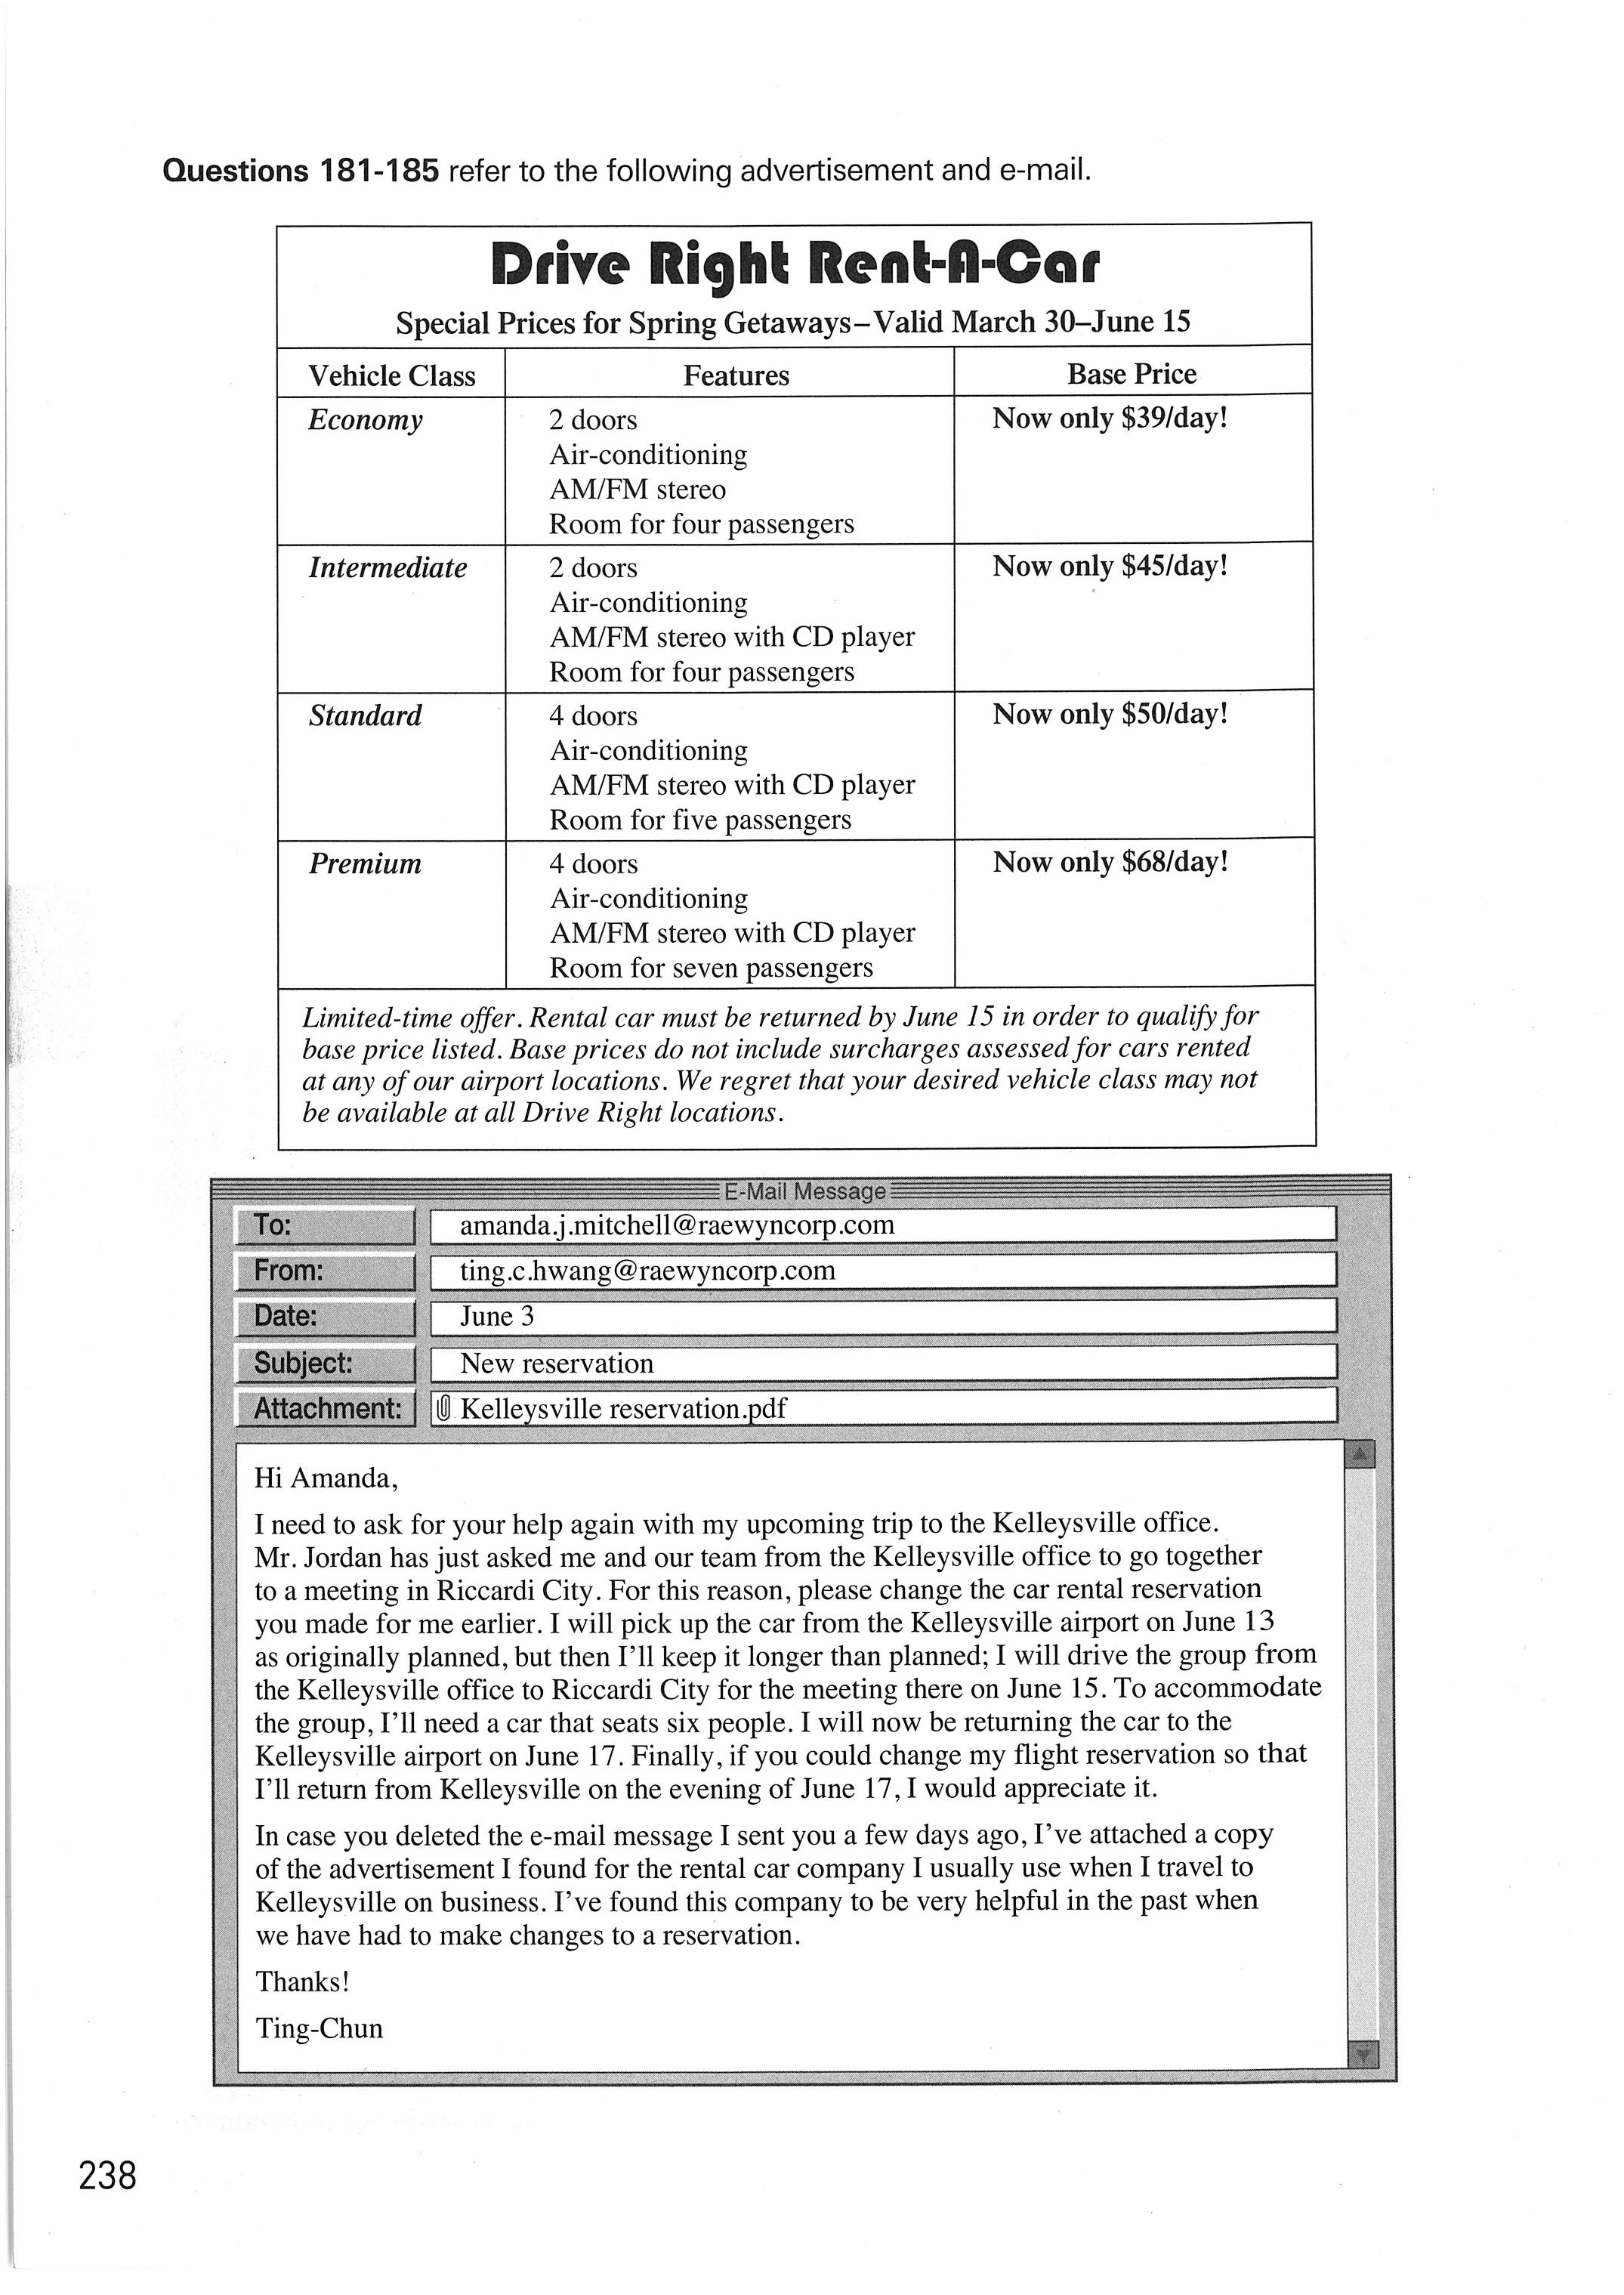 Questions 181-185 refer to the following advertisement and e-mail.
Drive Right Rent-A-Car
Special Prices for Spring Getaways–Valid March 30–June 15
Vehicle Class Features Base Price
Economy 2 doors Now only $39/day!
Air-conditioning
AM/FM stereo
Room for four passengers
Intermediate 2 doors Now only $45/day!
Air-conditioning
AM/FM stereo with CD player
Room for four passengers
Standard 4 doors Now only $50/day!
Air-conditioning
AM/FM stereo with CD player
Room for five passengers
Premium 4 doors Now only $68/day!
Air-conditioning
AM/FM stereo with CD player
Room for seven passengers
Limited-time offer. Rental car must be returned by June 15 in order to qualify for
base price listed. Base prices do not include surcharges assessed for cars rented
at any of our airport locations. We regret that your desired vehicle class may not
be available at all Drive Right locations.
E-Mail Message
To: amanda.j.mitchell@raewyncorp.com
From: ting.c.hwang@raewyncorp.com
Date: June 3
Subject: New reservation
Attachment: Kelleysville reservation.pdf
Hi Amanda,
I need to ask for your help again with my upcoming trip to the Kelleysville office.
Mr. Jordan has just asked me and our team from the Kelleysville office to go together
to a meeting in Riccardi City. For this reason, please change the car rental reservation
you made for me earlier. I will pick up the car from the Kelleysville airport on June 13
as originally planned, but then I'll keep it longer than planned; I will drive the group from
the Kelleysville office to Riccardi City for the meeting there on June 15. To accommodate
the group, I'll need a car that seats six people. I will now be returning the car to the
Kelleysville airport on June 17. Finally, if you could change my flight reservation so that
I'll return from Kelleysville on the evening of June 17, I would appreciate it.
In case you deleted the e-mail message I sent you a few days ago, I've attached a copy
of the advertisement I found for the rental car company I usually use when I travel to
Kelleysville on business. I've found this company to be very helpful in the past when
we have had to make changes to a reservation.
Thanks!
Ting-Chun
238